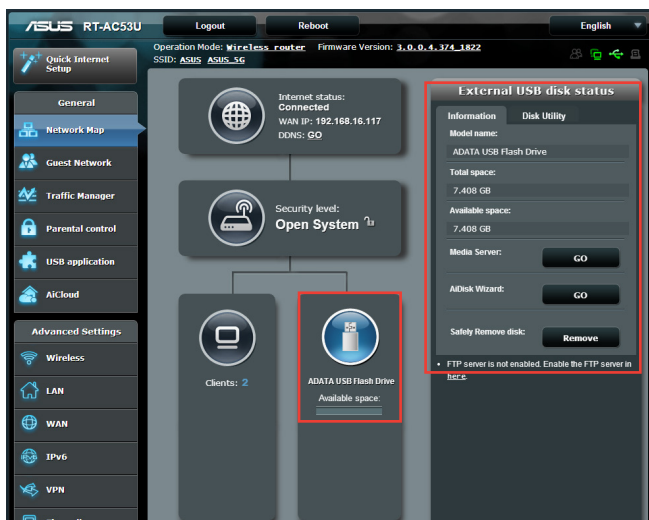 ASUS RT-AC53U
Logout
Reboot
English
Quick Internet
Setup
Operation Mode: Wireless router Firmware Version: 3.0.0.4.374_1822
SSID: ASUS ASUS_5G
General
Network Map
Guest Network
Traffic Manager
Parental control
USB application
AiCloud
Advanced Settings
Wireless
LAN
WAN
IPv6
VPN
Internet status:
Connected
WAN IP: 192.168.16.117
DDNS: GO
Security level:
Open System
Clients: 2
ADATA USB Flash Drive
Available space:
External USB disk status
Information
Disk Utility
Model name:
ADATA USB Flash Drive
Total space:
7.408 GB
Available space:
7.408 GB
Media Server:
GO
AiDisk Wizard:
GO
Safely Remove disk:
Remove
• FTP server is not enabled. Enable the FTP server in
here.